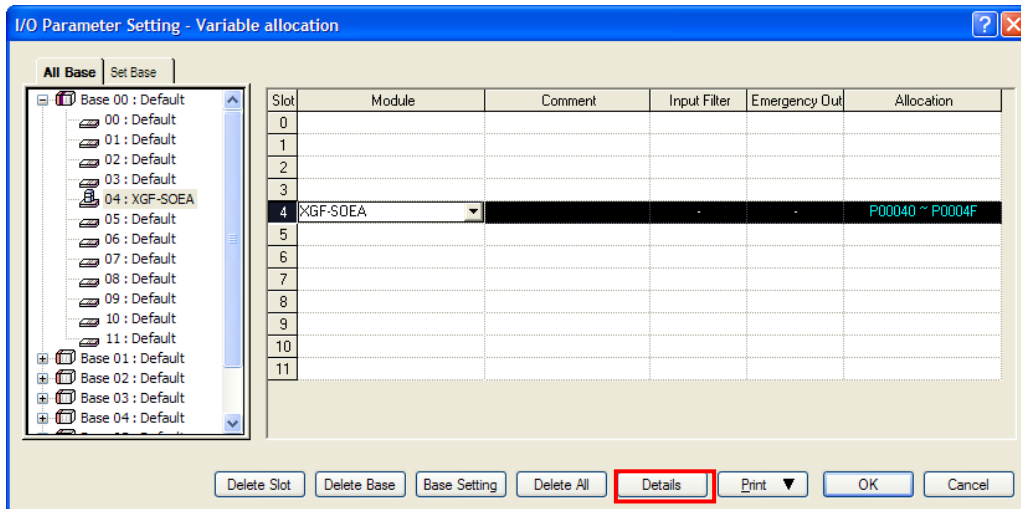 I/O Parameter Setting - Variable allocation
All Base Set Base
Base 00 : Default
00 : Default
01 : Default
02 : Default
03 : Default
04 : XGF-SOEA
05 : Default
06 : Default
07 : Default
08 : Default
09 : Default
10 : Default
11 : Default
Base 01 : Default
Base 02 : Default
Base 03 : Default
Base 04 : Default
Slot Module Comment Input Filter Emergency Out Allocation
0
1
2
3
4 XGF-SOEA - - P00040 ~ P0004F
5
6
7
8
9
10
11
Delete Slot Delete Base Base Setting Delete All Details Print ▼ OK Cancel